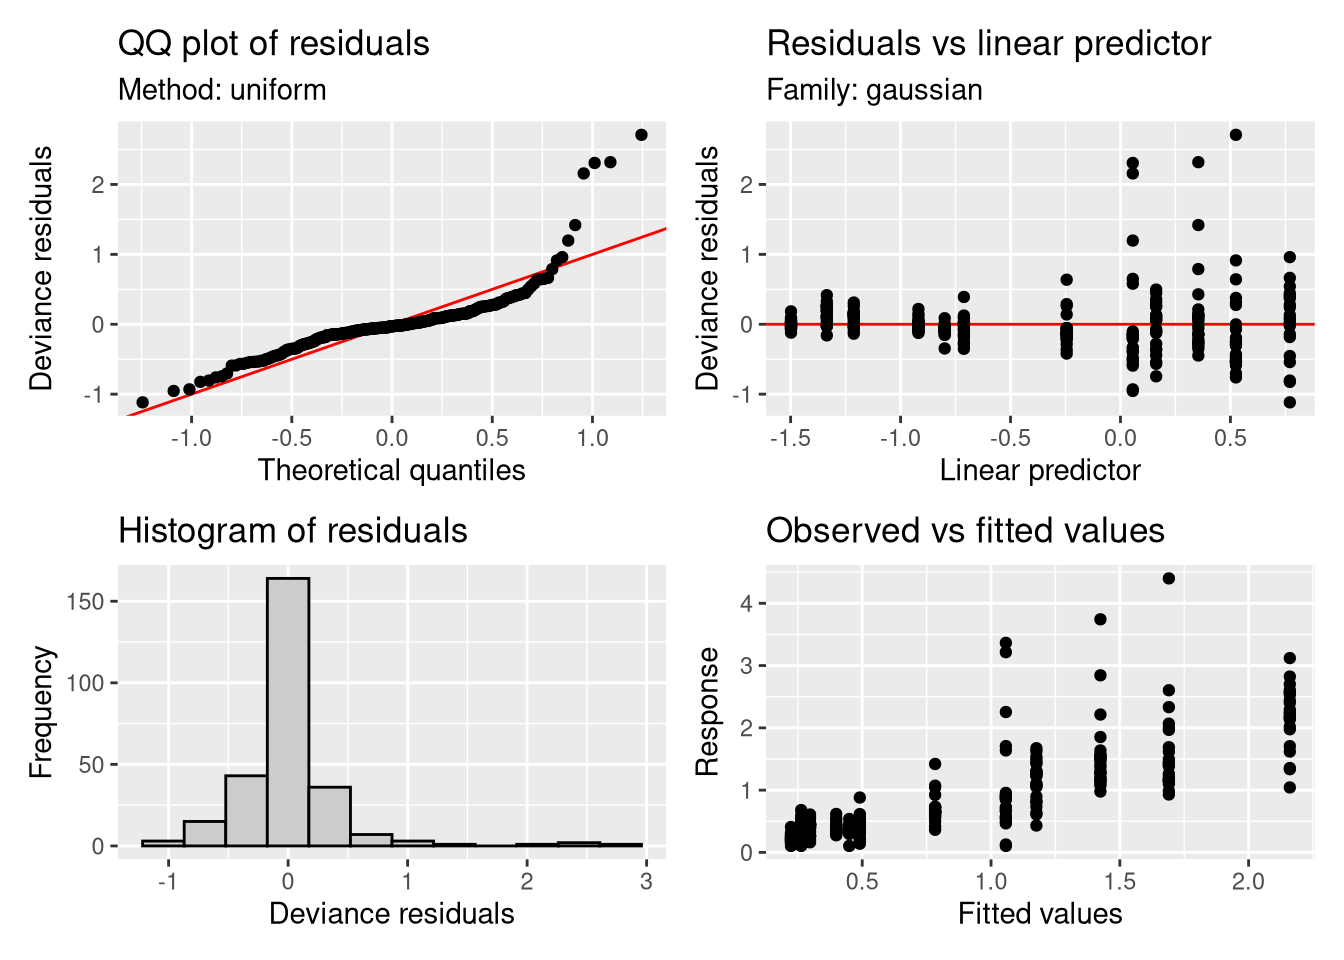 QQ plot of residuals
Method: uniform
Deviance residuals
2
1
0
-1
-1.0 -0.5 0.0 0.5 1.0
Theoretical quantiles
Residuals vs linear predictor
Family: gaussian
Deviance residuals
2
1
0
-1
-1.5 -1.0 -0.5 0.0 0.5
Linear predictor
Histogram of residuals
Frequency
150
100
50
0
-1 0 1 2 3
Deviance residuals
Observed vs fitted values
Response
4
3
2
1
0
0.5 1.0 1.5 2.0
Fitted values